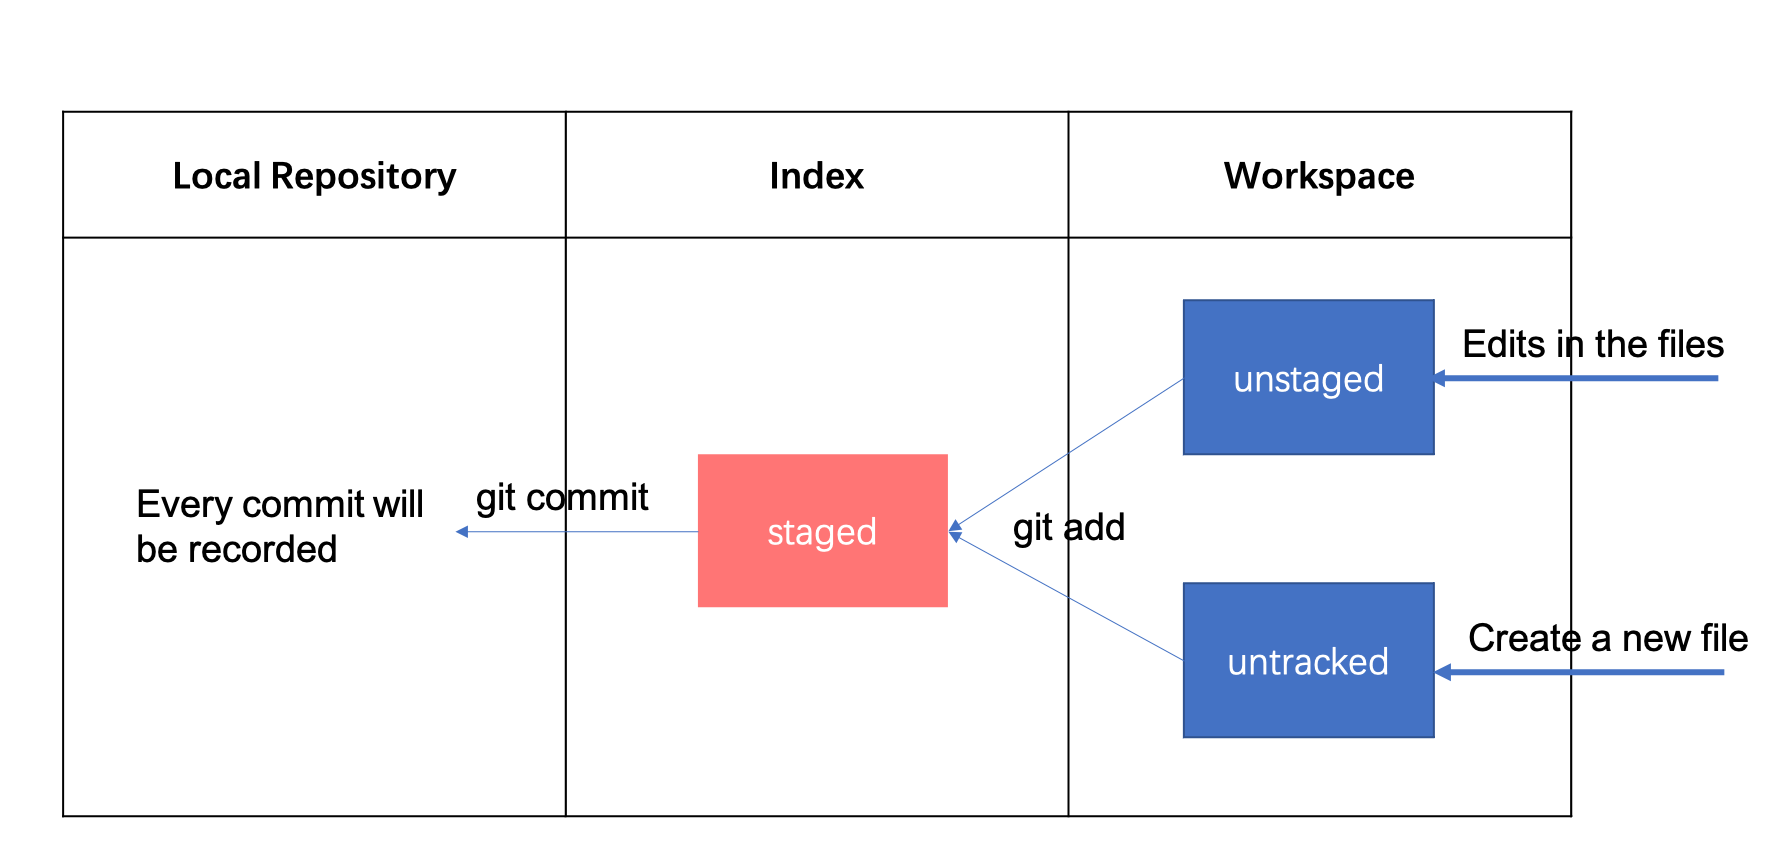 Local Repository
Index
Workspace
Edits in the files
unstaged
Every commit will
be recorded
git commit
staged
git add
Create a new file
untracked